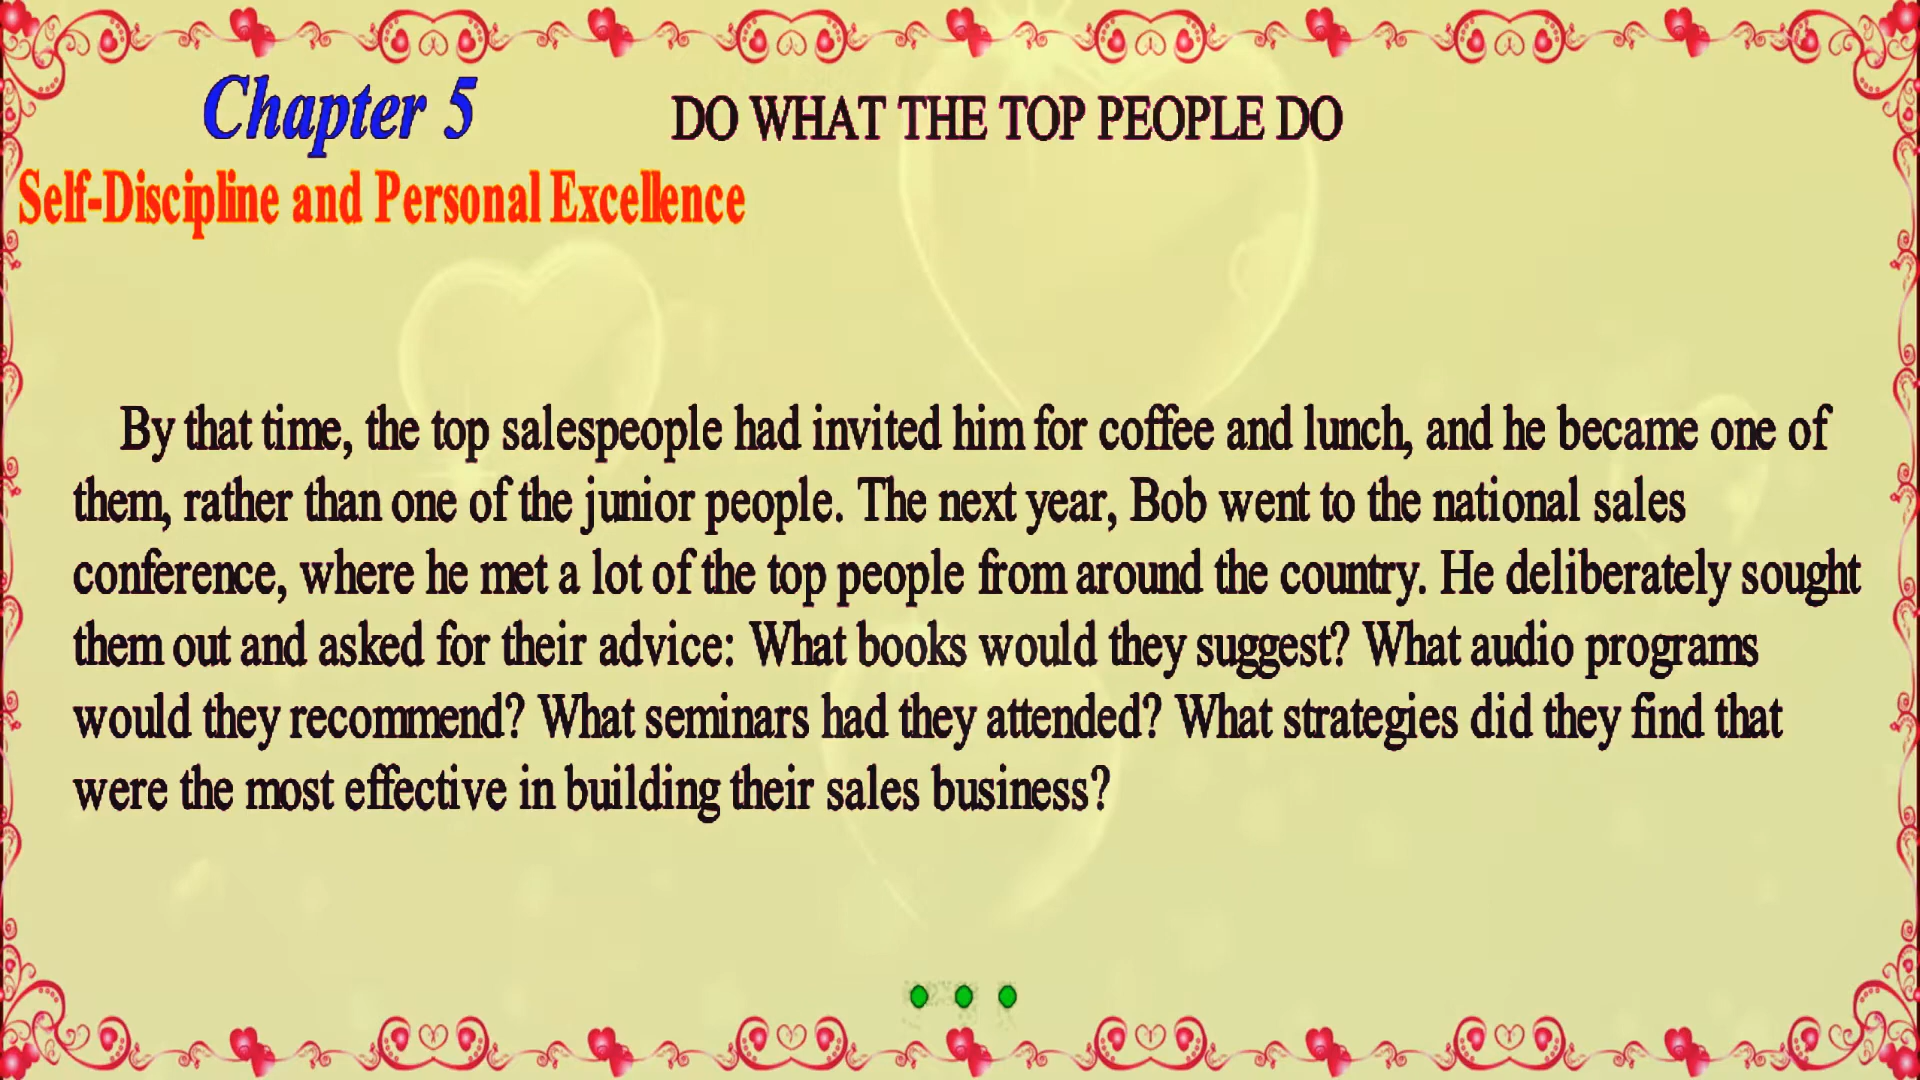 Chapter 5
DO WHAT THE TOP PEOPLE DO
Self-Discipline and Personal Excellence
By that time, the top salespeople had invited him for coffee and lunch, and he became one of
them, rather than one of the junior people. The next year, Bob went to the national sales
conference, where he met a lot of the top people from around the country. He deliberately sought
them out and asked for their advice: What books would they suggest? What audio programs
would they recommend? What seminars had they attended? What strategies did they find that
were the most effective in building their sales business?